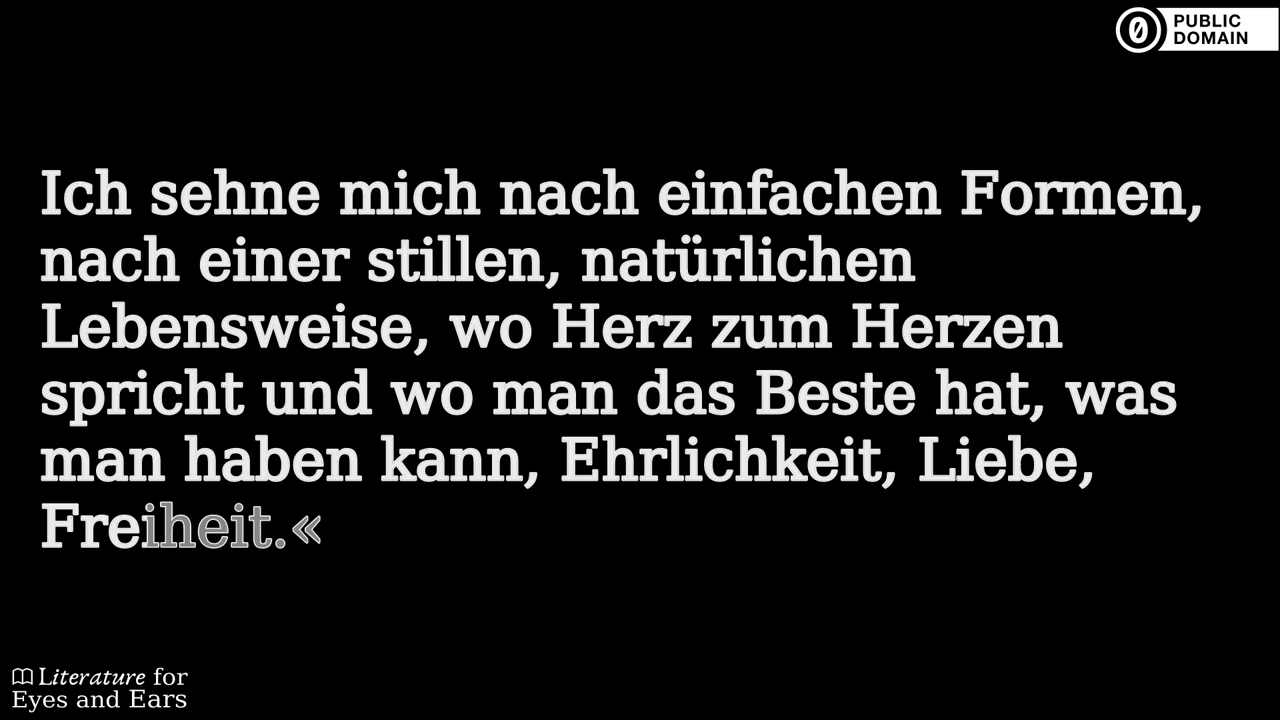 PUBLIC
DOMAIN
Ich sehne mich nach einfachen Formen,
nach einer stillen, natürlichen
Lebensweise, wo Herz zum Herzen
spricht und wo man das Beste hat, was
man haben kann, Ehrlichkeit, Liebe,
Freiheit.«
Literature for
Eyes and Ears